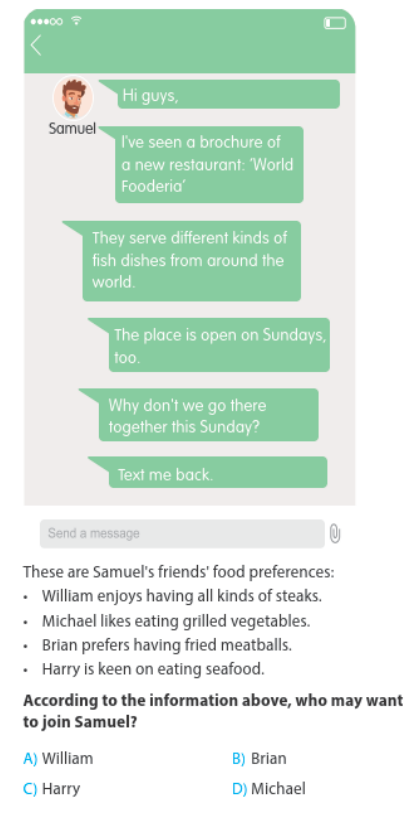 Samuel
Hi guys,
I've seen a brochure of
a new restaurant: 'World
Fooderia'
They serve different kinds of
fish dishes from around the
world.
The place is open on Sundays,
too.
Why don't we go there
together this Sunday?
Text me back.
Send a message
These are Samuel's friends' food preferences:
• William enjoys having all kinds of steaks.
• Michael likes eating grilled vegetables.
• Brian prefers having fried meatballs.
• Harry is keen on eating seafood.
According to the information above, who may want
to join Samuel?
A) William B) Brian
C) Harry D) Michael